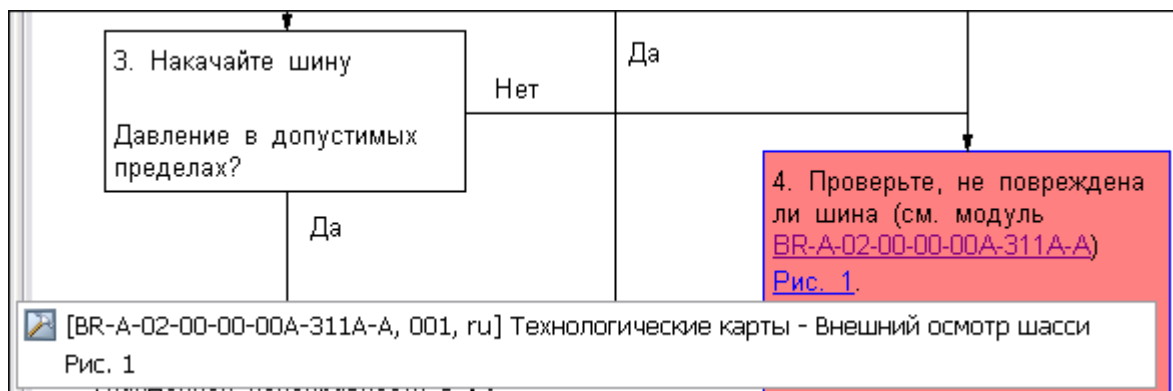 3. Накачайте шину
Давление в допустимых
пределах?
Нет
Да
Да
4. Проверьте, не повреждена
ли шина (см. модуль
BR-A-02-00-00-00A-311A-A)
Рис. 1.
[BR-A-02-00-00-00A-311A-A, 001, ru] Технологические карты - Внешний осмотр шасси
Рис. 1